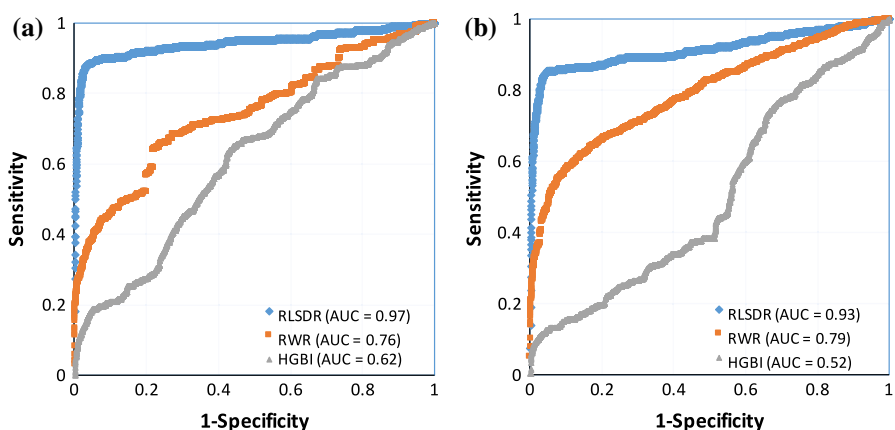 (a)
1
0.8
0.6
0.4
0.2
0
0
0.2
0.4
0.6
0.8
1
Sensitivity
1-Specificity
RLSDR (AUC = 0.97)
RWR (AUC = 0.76)
HGBI (AUC = 0.62)
(b)
1
0.8
0.6
0.4
0.2
0
0
0.2
0.4
0.6
0.8
1
Sensitivity
1-Specificity
RLSDR (AUC = 0.93)
RWR (AUC = 0.79)
HGBI (AUC = 0.52)